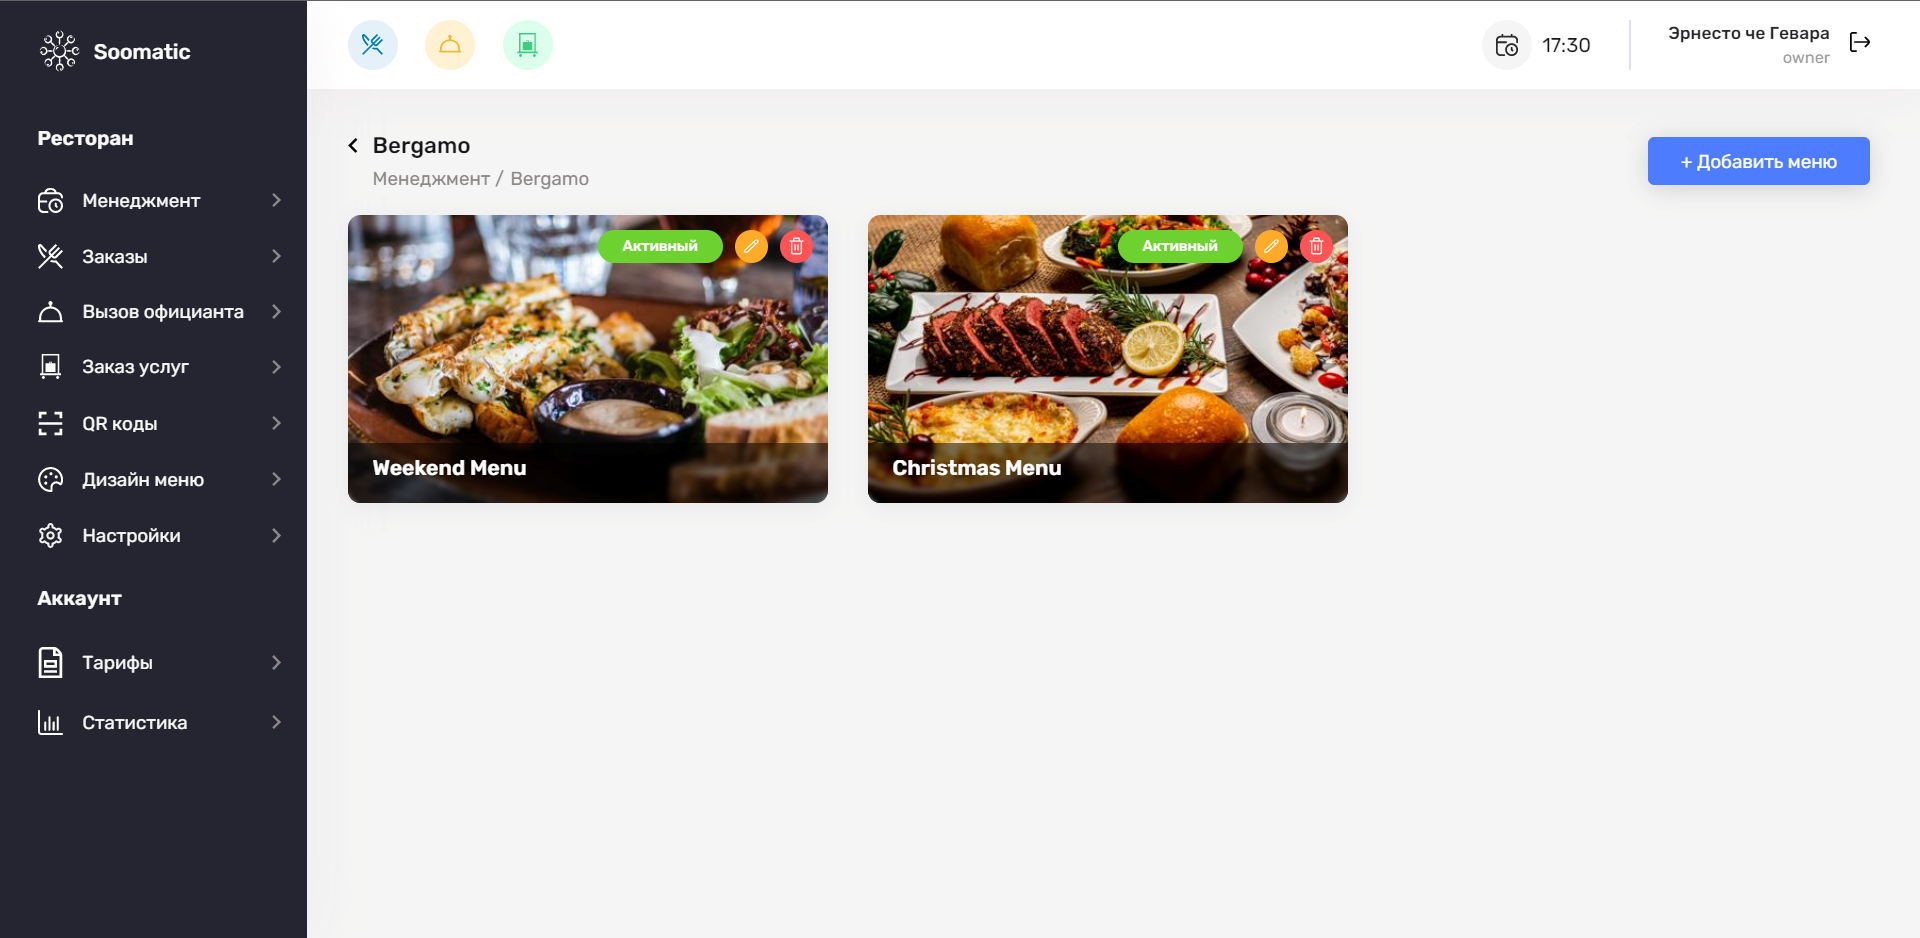 Soomatic
Ресторан
Менеджмент
Заказы
Вызов официанта
Заказ услуг
QR коды
Дизайн меню
Настройки
Аккаунт
Тарифы
Статистика
17:30
Эрнесто че Гевара
owner
Bergamo
Менеджмент / Bergamo
+ Добавить меню
Активный
Weekend Menu
Активный
Christmas Menu